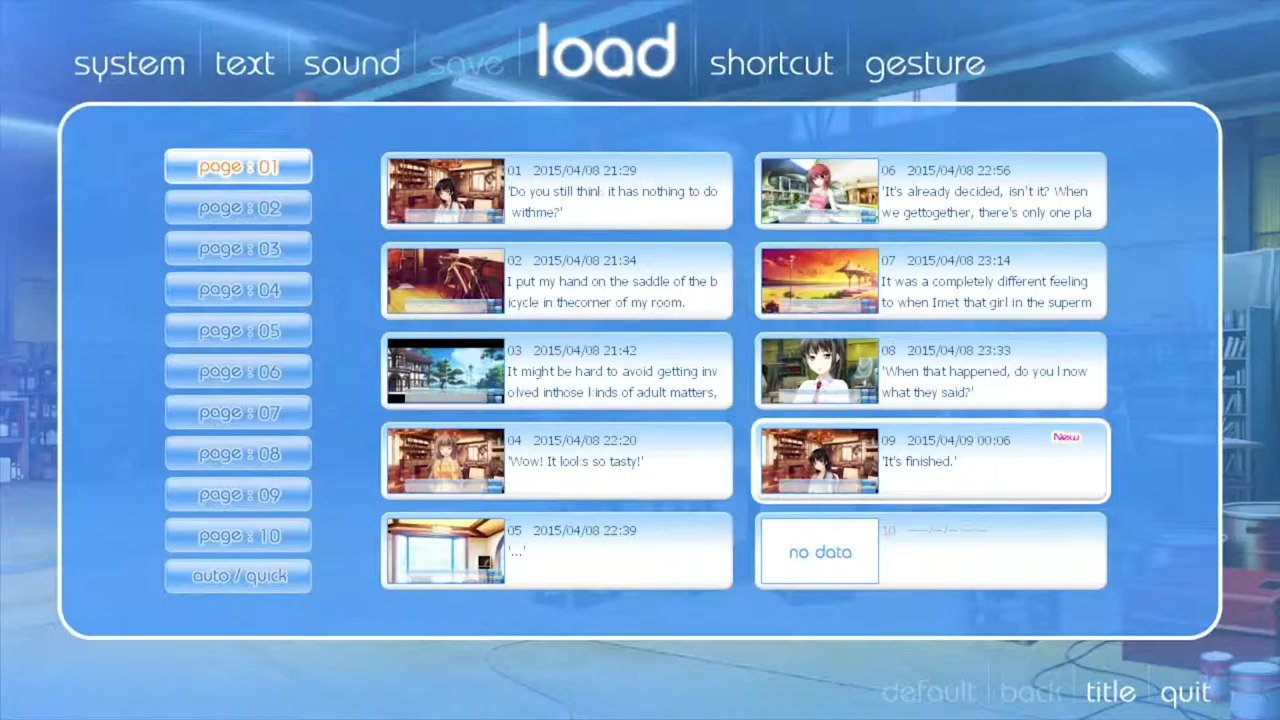 system text sound save load shortcut gesture
page : 01
page : 02
page : 03
page : 04
page : 05
page : 06
page : 07
page : 08
page : 09
page : 10
auto / quick
01 2015/04/08 21:29
'Do you still think it has nothing to do
withme?'
02 2015/04/08 21:34
I put my hand on the saddle of the b
icycle in thecorner of my room.
03 2015/04/08 21:42
It might be hard to avoid getting inv
olved inthose kinds of adult matters,
04 2015/04/08 22:20
'Wow! It looks so tasty!'
05 2015/04/08 22:39
'...'
06 2015/04/08 22:56
'It's already decided, isn't it? When
we gettogether, there's only one pla
07 2015/04/08 23:14
It was a completely different feeling
to when Imet that girl in the superm
08 2015/04/08 23:33
'When that happened, do you know
what they said?'
09 2015/04/09 00:06 New
'It's finished.'
10 ----/--/-- --:--
no data
default back title quit